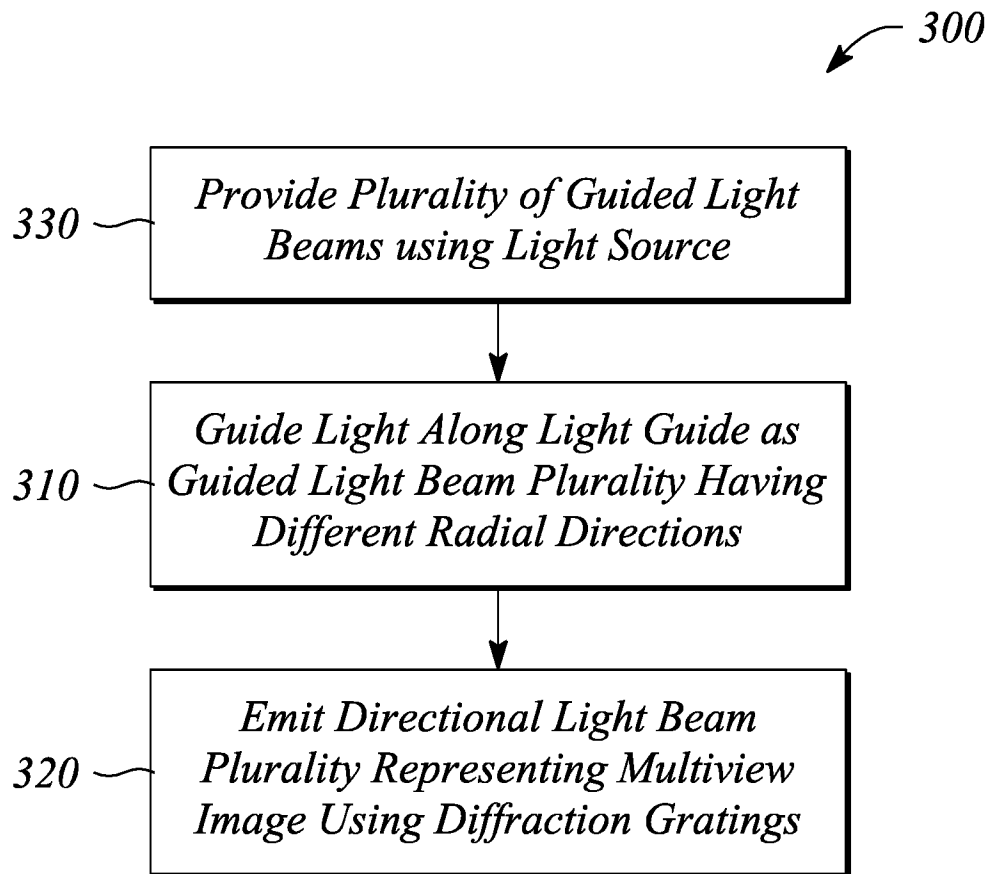 300
330
Provide Plurality of Guided Light
Beams using Light Source
310
Guide Light Along Light Guide as
Guided Light Beam Plurality Having
Different Radial Directions
320
Emit Directional Light Beam
Plurality Representing Multiview
Image Using Diffraction Gratings